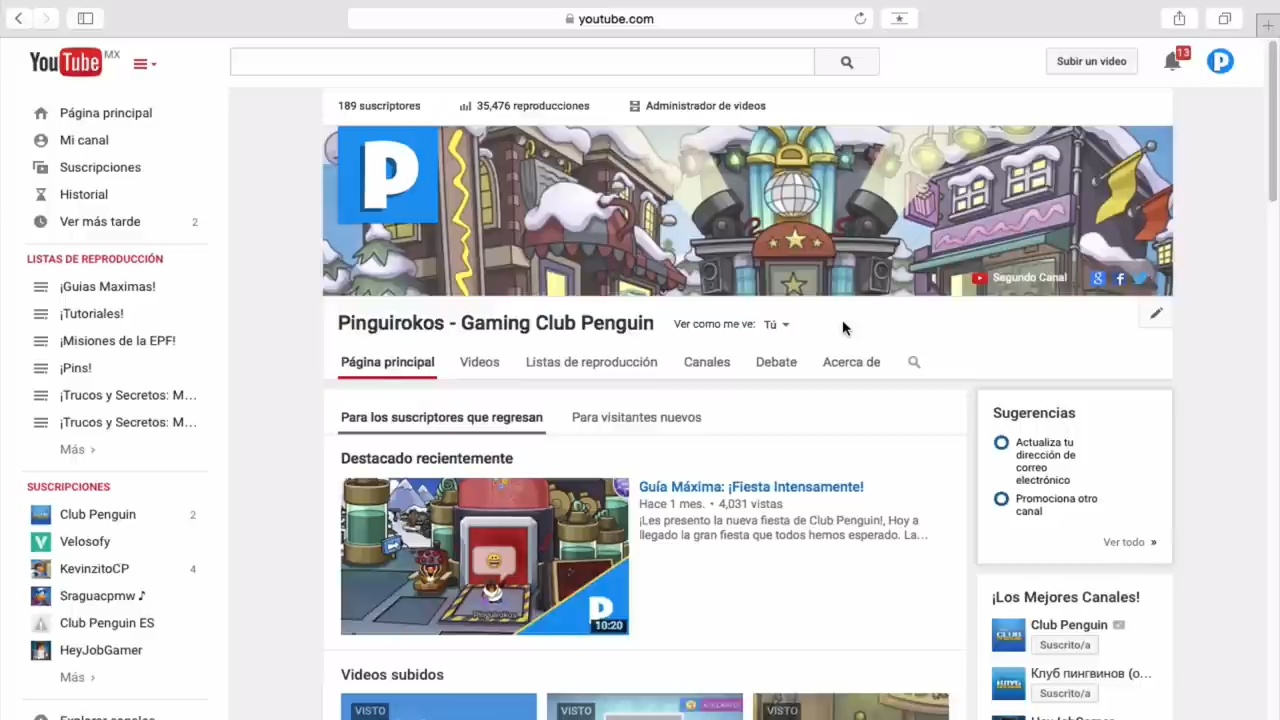 youtube.com
YouTube MX
Subir un video
13
P
Página principal
Mi canal
Suscripciones
Historial
Ver más tarde 2
LISTAS DE REPRODUCCIÓN
¡Guias Maximas!
¡Tutoriales!
¡Misiones de la EPF!
¡Pins!
¡Trucos y Secretos: M...
¡Trucos y Secretos: M...
Más
SUSCRIPCIONES
Club Penguin 2
Velosofy
KevinzitoCP 4
Sraguacpmw ♪
Club Penguin ES
HeyJobGamer
Más
189 suscriptores 35,476 reproducciones Administrador de videos
P
Segundo Canal
Pinguirokos - Gaming Club Penguin Ver como me ve: Tú
Página principal Videos Listas de reproducción Canales Debate Acerca de
Para los suscriptores que regresan Para visitantes nuevos
Destacado recientemente
P
10:20
Guía Máxima: ¡Fiesta Intensamente!
Hace 1 mes. • 4,031 vistas
¡Les presento la nueva fiesta de Club Penguin!, Hoy a
llegado la gran fiesta que todos hemos esperado. La...
Videos subidos
VISTO VISTO VISTO
Sugerencias
Actualiza tu
dirección de
correo
electrónico
Promociona otro
canal
Ver todo »
¡Los Mejores Canales!
Club Penguin
Suscrito/a
Клуб пингвинов (о...
Suscrito/a